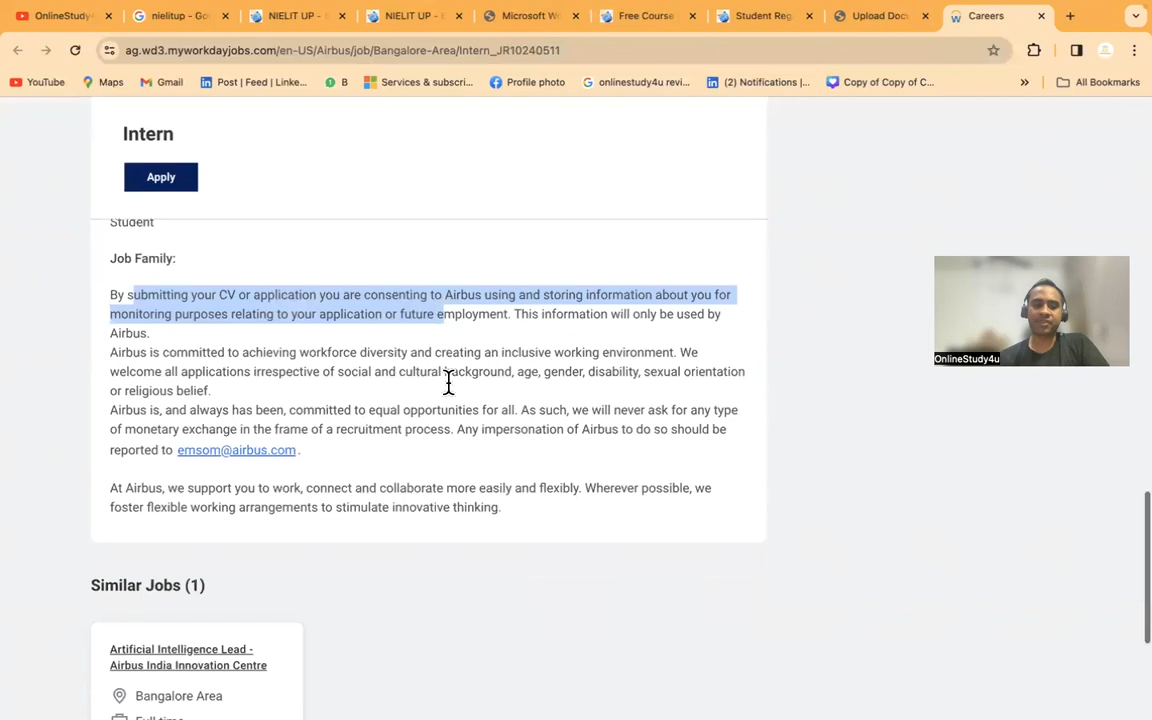 OnlineStudy4
nielitup - Go
NIELIT UP -
NIELIT UP -
Microsoft W
Free Course
Student Reg
Upload Doc
Careers
ag.wd3.myworkdayjobs.com/en-US/Airbus/job/Bangalore-Area/Intern_JR10240511
YouTube
Maps
Gmail
Post | Feed | Linke...
B
Services & subscri...
Profile photo
onlinestudy4u revi...
(2) Notifications |...
Copy of Copy of C...
»
All Bookmarks
Intern
Apply
Student
Job Family:
By submitting your CV or application you are consenting to Airbus using and storing information about you for
monitoring purposes relating to your application or future employment. This information will only be used by
Airbus.
Airbus is committed to achieving workforce diversity and creating an inclusive working environment. We
welcome all applications irrespective of social and cultural background, age, gender, disability, sexual orientation
or religious belief.
Airbus is, and always has been, committed to equal opportunities for all. As such, we will never ask for any type
of monetary exchange in the frame of a recruitment process. Any impersonation of Airbus to do so should be
reported to emsom@airbus.com.
At Airbus, we support you to work, connect and collaborate more easily and flexibly. Wherever possible, we
foster flexible working arrangements to stimulate innovative thinking.
OnlineStudy4u
Similar Jobs (1)
Artificial Intelligence Lead -
Airbus India Innovation Centre
Bangalore Area
Full time